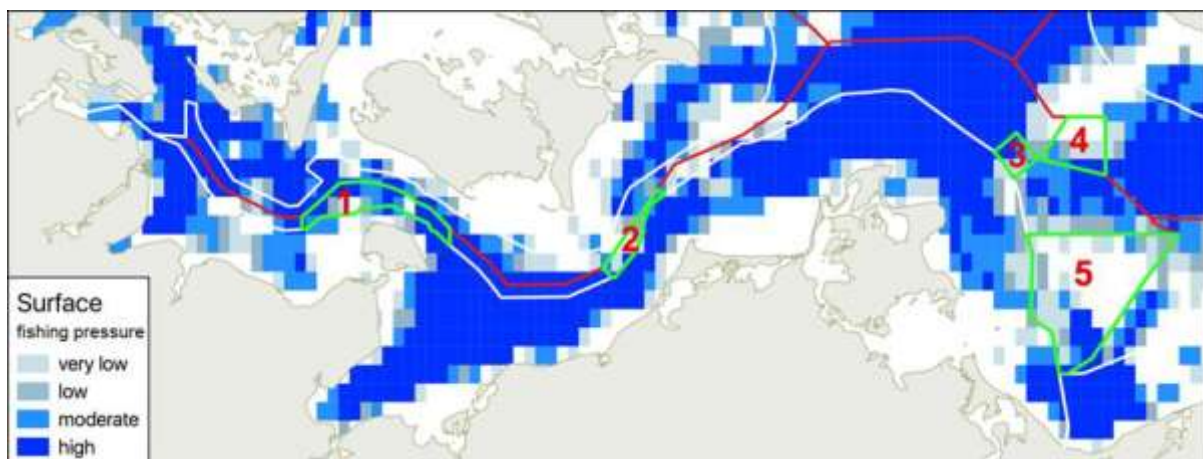 1
2
3
4
5
Surface
fishing pressure
very low
low
moderate
high